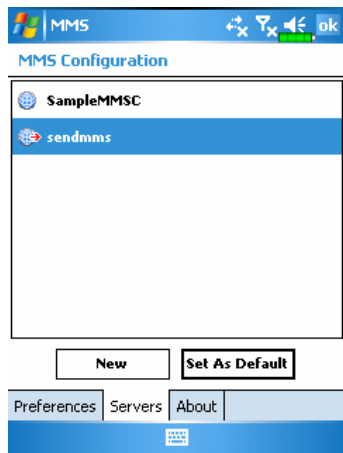 MMS ok
MMS Configuration
SampleMMSC
sendmms
New Set As Default
Preferences Servers About